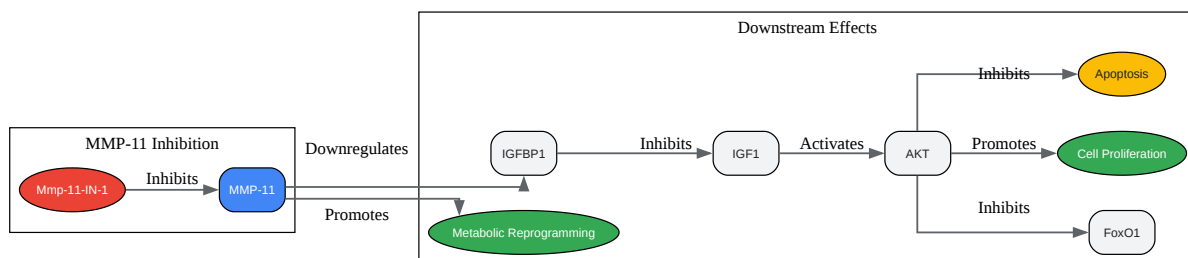 Downstream Effects
Inhibits
Apoptosis
MMP-11 Inhibition
Downregulates
IGFBP1
Inhibits
IGF1
Activates
AKT
Promotes
Cell Proliferation
Mmp-11-IN-1
Inhibits
MMP-11
Promotes
Metabolic Reprogramming
Inhibits
FoxO1